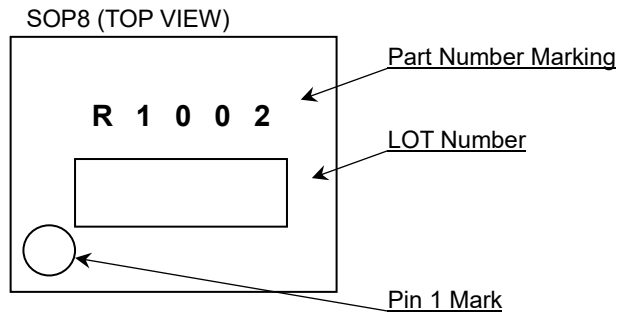 SOP8 (TOP VIEW)
Part Number Marking
R 1 0 0 2
LOT Number
Pin 1 Mark